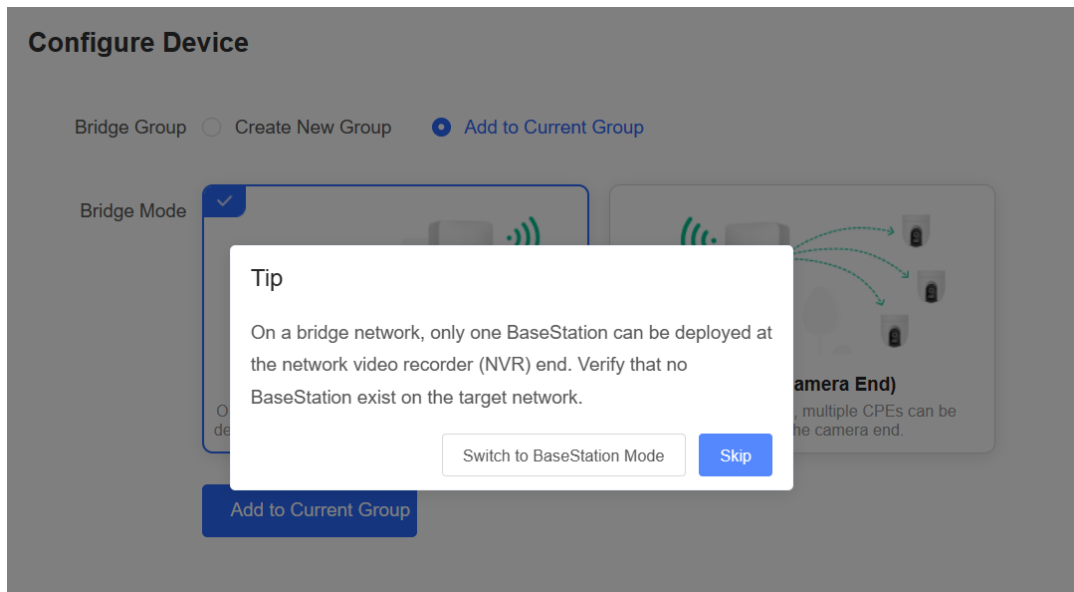 Configure Device
Bridge Group Create New Group Add to Current Group
Bridge Mode
Tip
On a bridge network, only one BaseStation can be deployed at
the network video recorder (NVR) end. Verify that no
BaseStation exist on the target network.
Switch to BaseStation Mode Skip
End)
, multiple CPEs can be
camera end.
Add to Current Group